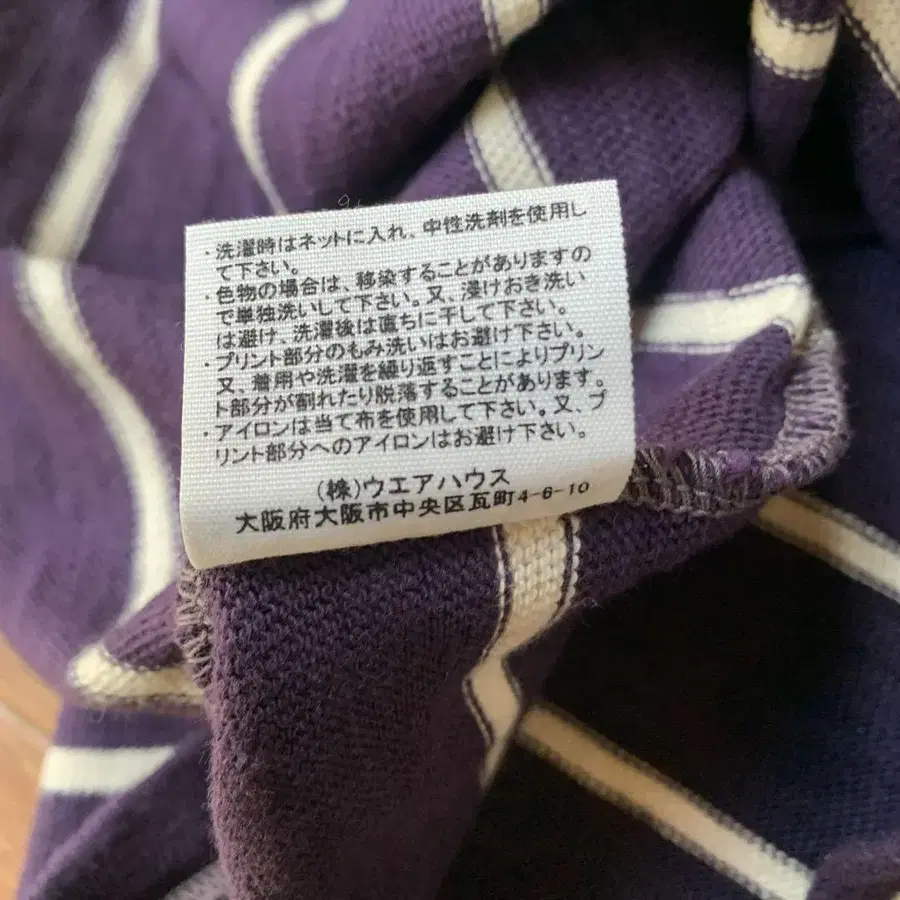 ・洗濯時はネットに入れ、中性洗剤を使用し
て下さい。
・色物の場合は、移染することがありますの
で単独洗いして下さい。又、浸けおき洗い
は避け、洗濯後は直ちに干して下さい。
・プリント部分のもみ洗いはお避け下さい。
又、着用や洗濯を繰り返すことによりプリン
ト部分が割れたり脱落することがあります。
・アイロンは当て布を使用して下さい。又、プ
リント部分へのアイロンはお避け下さい。
(株)ウエアハウス
大阪府大阪市中央区瓦町4-6-10